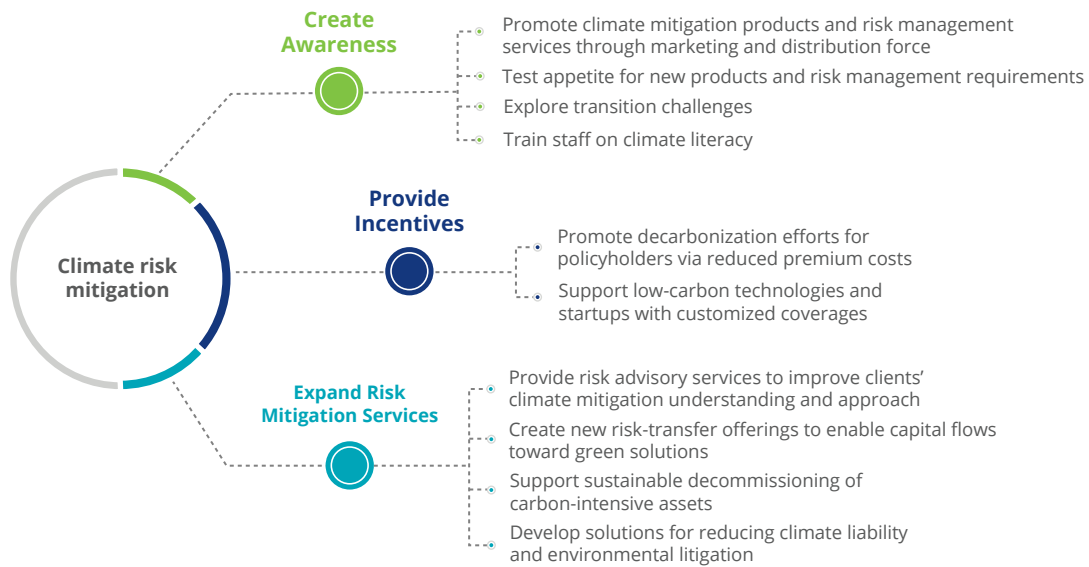 Create
Awareness
Promote climate mitigation products and risk management
services through marketing and distribution force
Test appetite for new products and risk management requirements
Explore transition challenges
Train staff on climate literacy
Climate risk
mitigation
Provide
Incentives
Promote decarbonization efforts for
policyholders via reduced premium costs
Support low-carbon technologies and
startups with customized coverages
Expand Risk
Mitigation Services
Provide risk advisory services to improve clients’
climate mitigation understanding and approach
Create new risk-transfer offerings to enable capital flows
toward green solutions
Support sustainable decommissioning of
carbon-intensive assets
Develop solutions for reducing climate liability
and environmental litigation